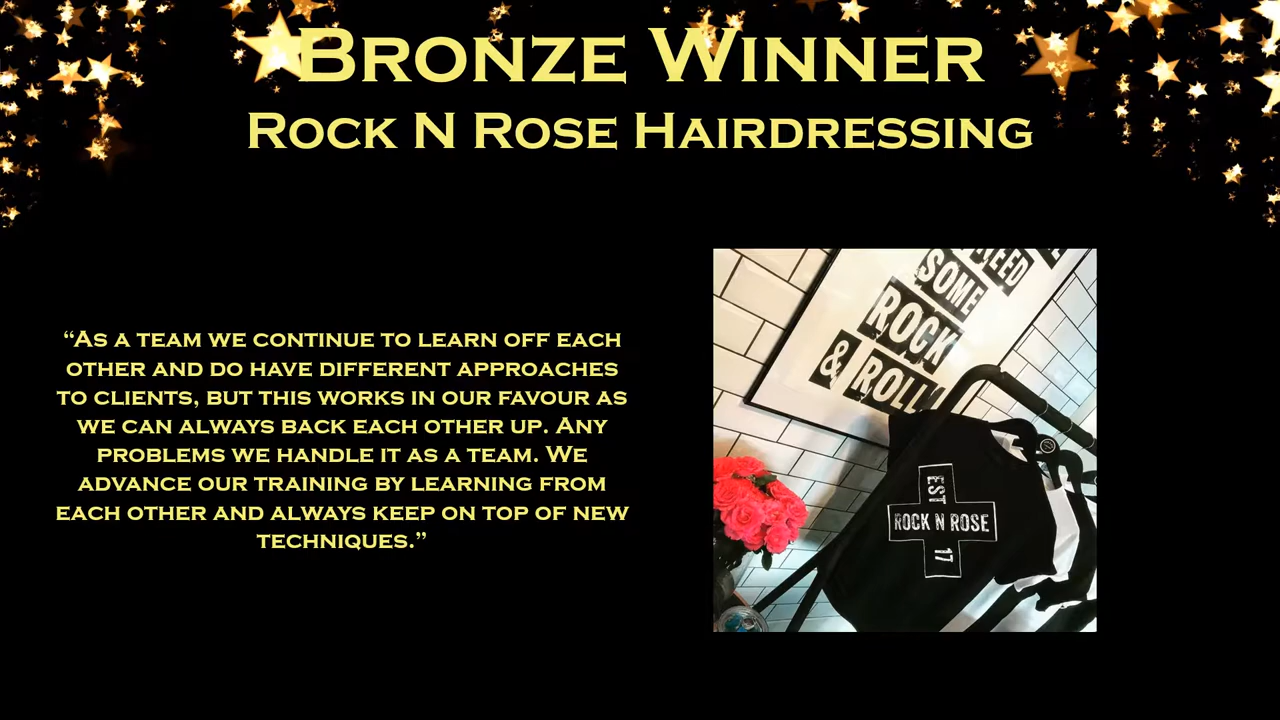 Bronze Winner
Rock N Rose Hairdressing
“As a team we continue to learn off each
other and do have different approaches
to clients, but this works in our favour as
we can always back each other up. Any
problems we handle it as a team. We
advance our training by learning from
each other and always keep on top of new
techniques.”
NEED
SOME
ROCK
& ROLL
EST
ROCK N ROSE
17